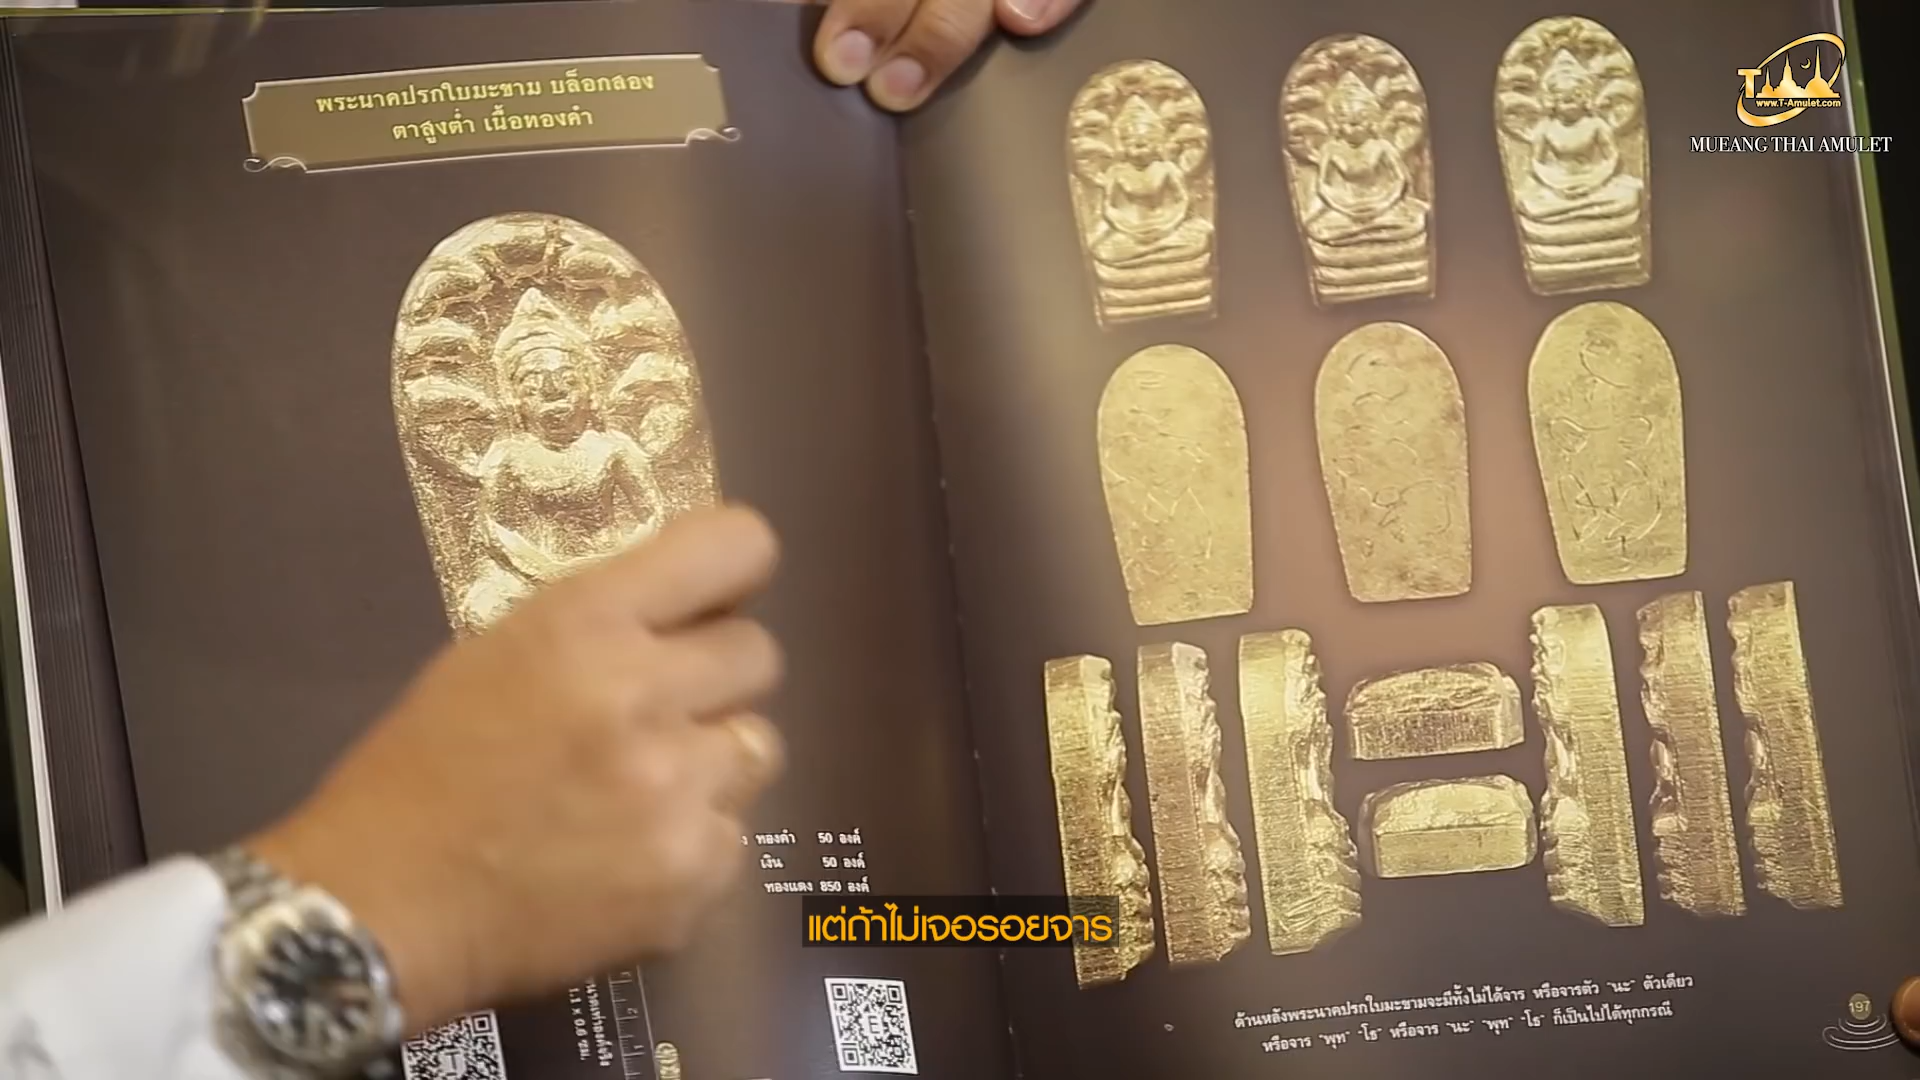 พระนาคปรกใบมะขาม บล็อกสอง
ตาสูงต่ำ เนื้อทองคำ
ทองคำ 50 องค์
เงิน 50 องค์
ทองแดง 850 องค์
แต่ถ้าไม่เจอรอยจาร
ด้านหลังพระนาคปรกใบมะขามจะมีทั้งไม่ได้จาร หรือจารตัว "นะ" ตัวเดียว
หรือจาร "พุท" "โธ" หรือจาร "นะ" "พุท" "โธ" ก็เป็นไปได้ทุกกรณี
197
T
E
www.T-Amulet.com
MUEANG THAI AMULET